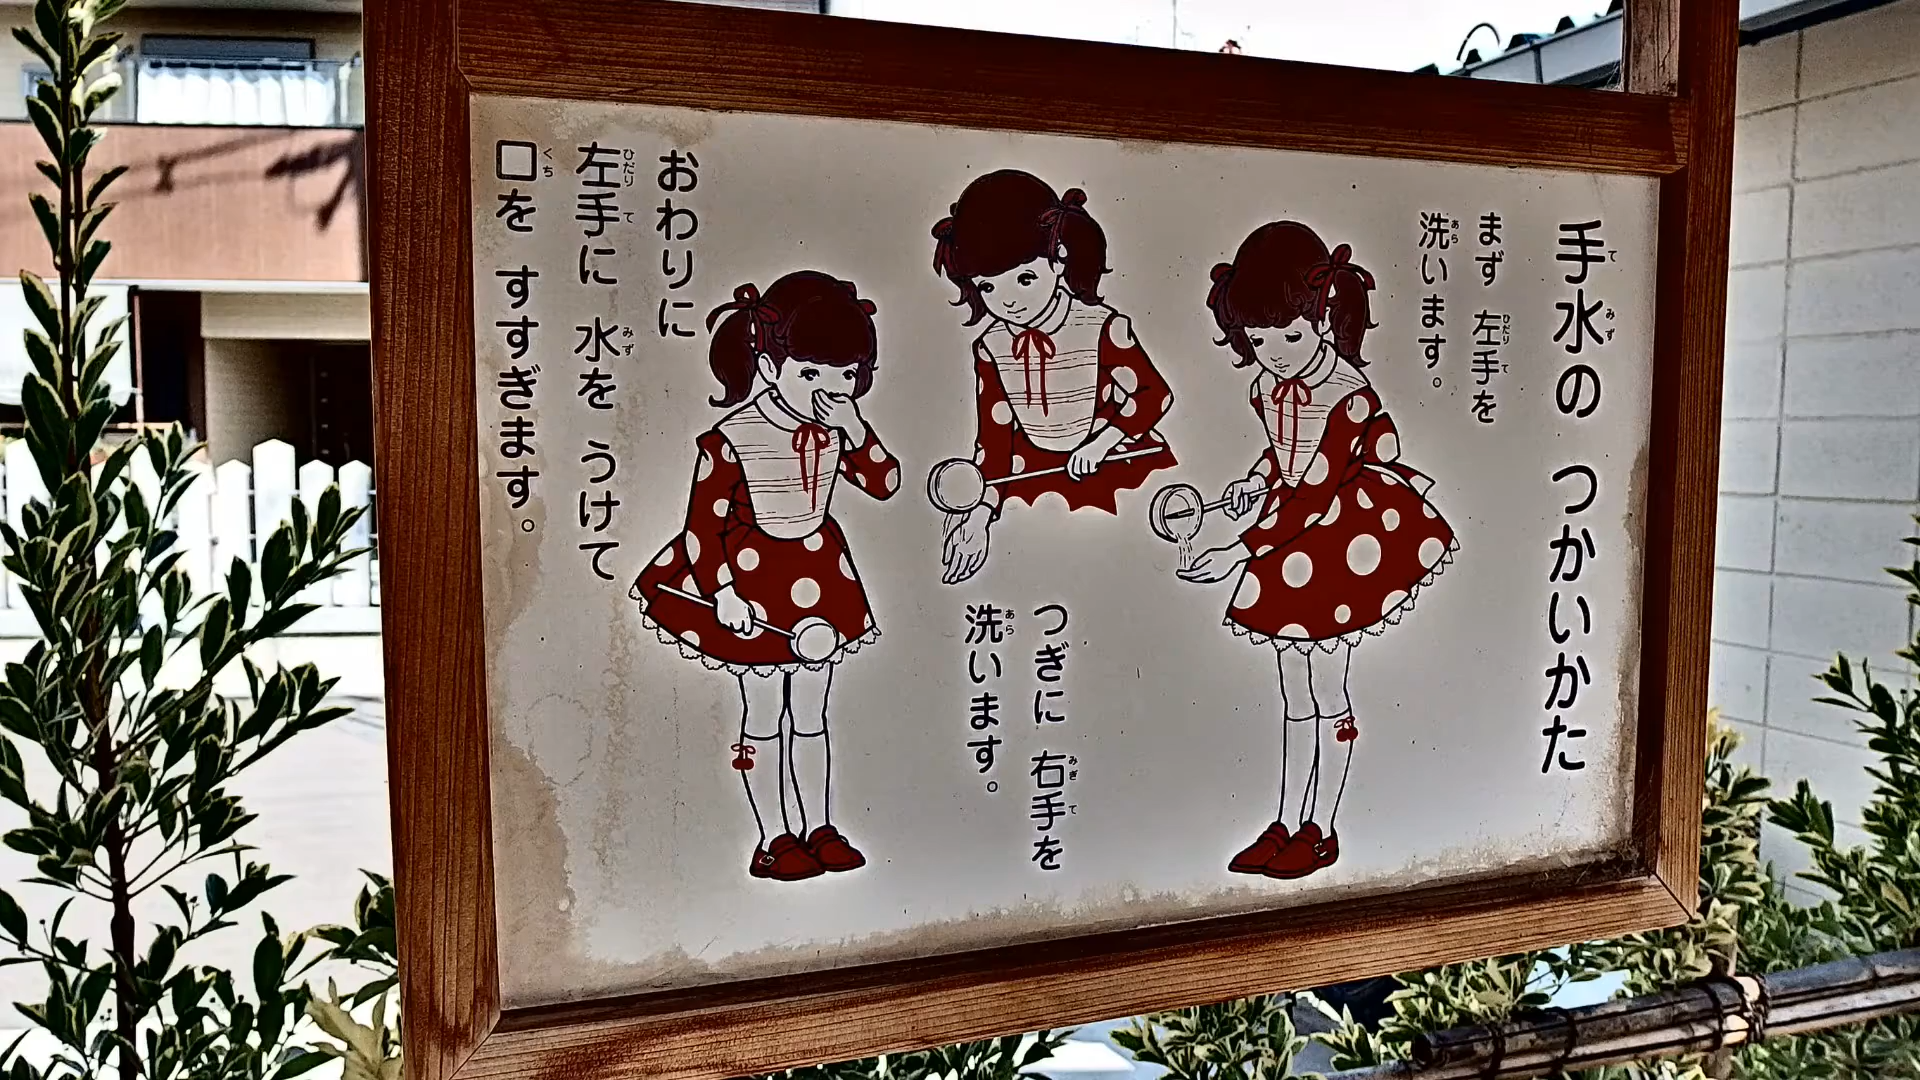 手水の つかいかた
まず 左手を
洗います。
つぎに 右手を
洗います。
おわりに
左手に 水を うけて
口を すすぎます。